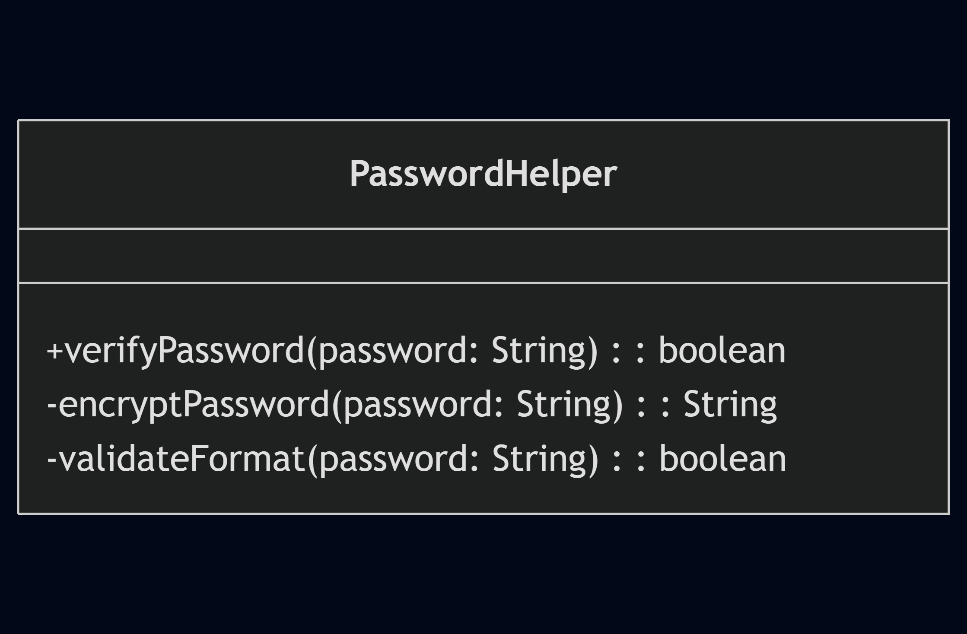 PasswordHelper
+verifyPassword(password: String) : : boolean
-encryptPassword(password: String) : : String
-validateFormat(password: String) : : boolean